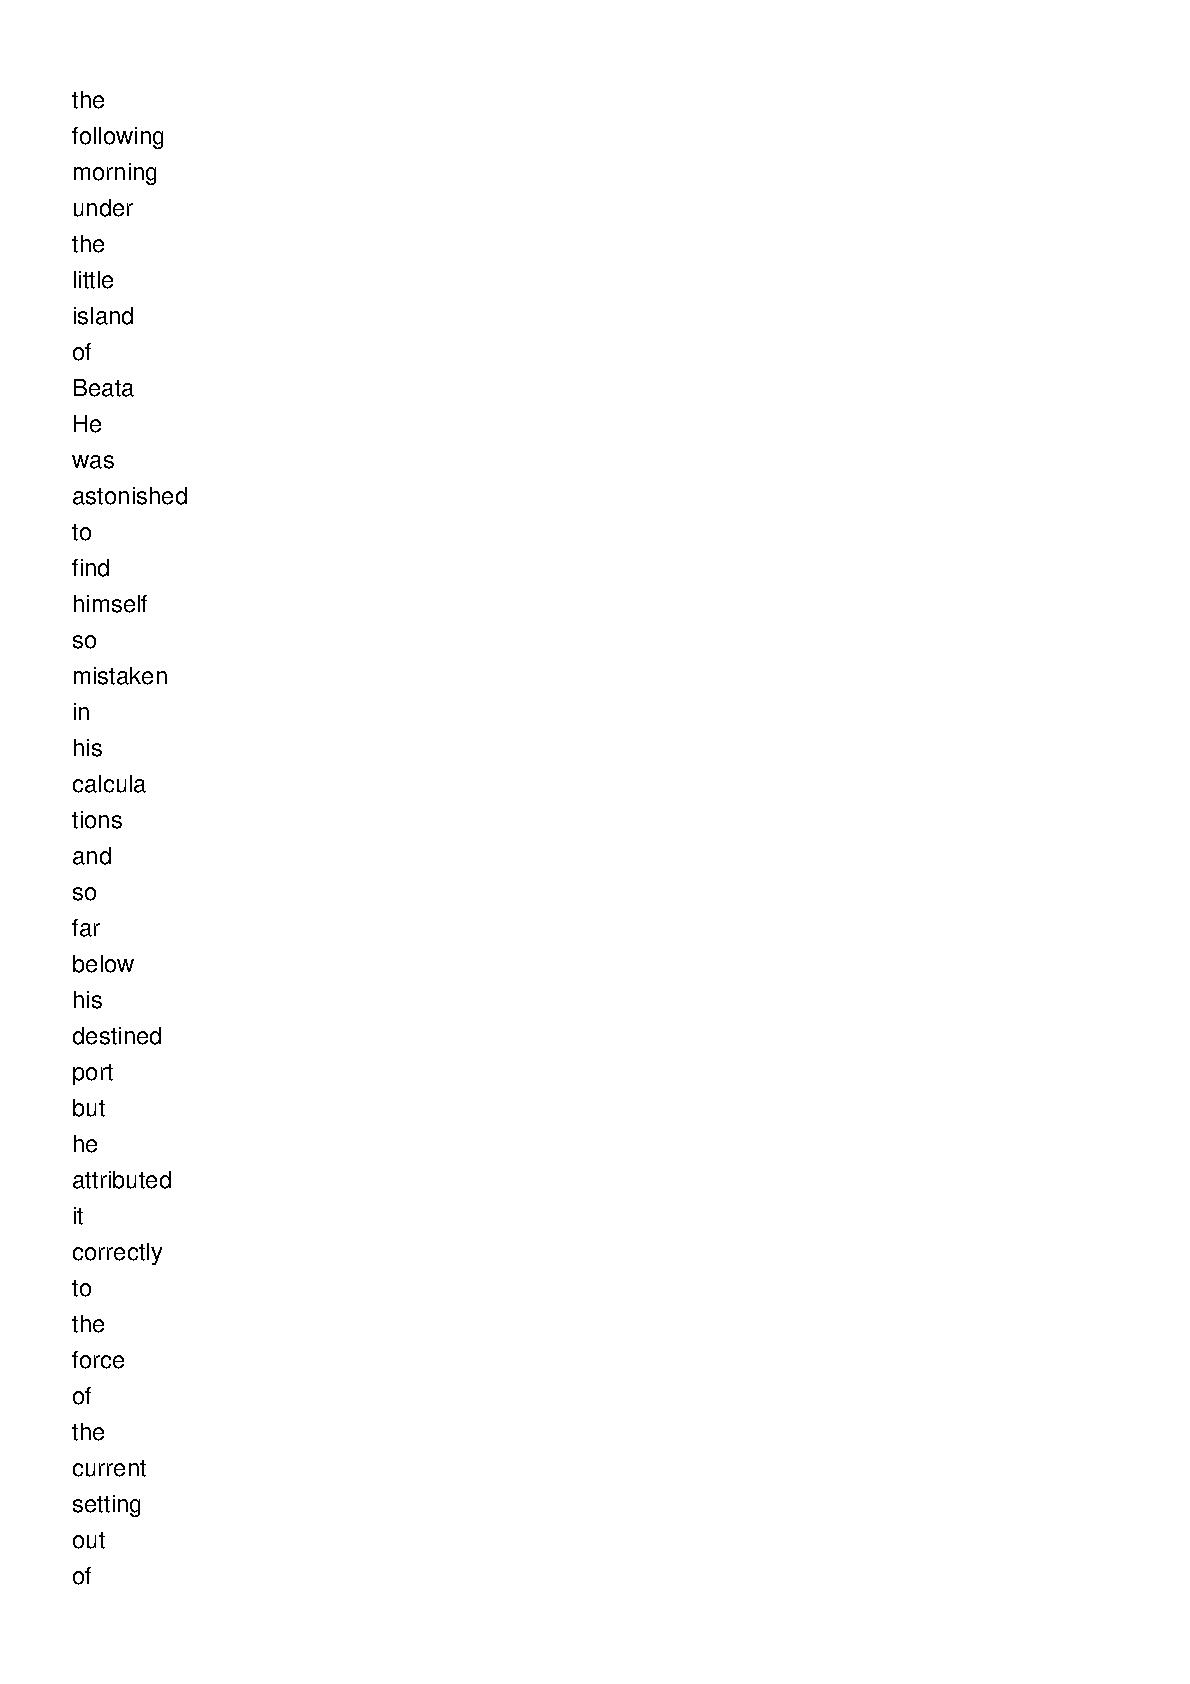 the
following
morning
under
the
little
island
of
Beata
He
was
astonished
to
find
himself
so
mistaken
in
his
calcula
tions
and
so
far
below
his
destined
port
but
he
attributed
it
correctly
to
the
force
of
the
current
setting
out
of